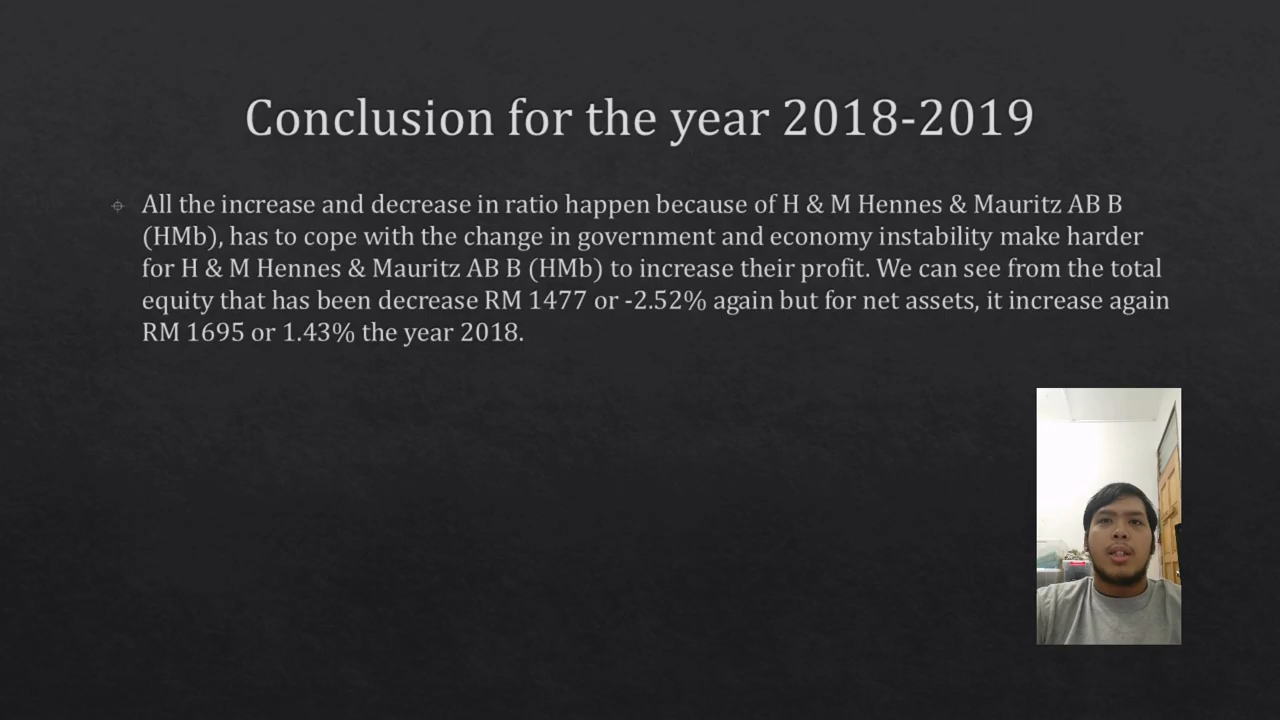 Conclusion for the year 2018-2019
All the increase and decrease in ratio happen because of H & M Hennes & Mauritz AB B
(HMb), has to cope with the change in government and economy instability make harder
for H & M Hennes & Mauritz AB B (HMb) to increase their profit. We can see from the total
equity that has been decrease RM 1477 or -2.52% again but for net assets, it increase again
RM 1695 or 1.43% the year 2018.